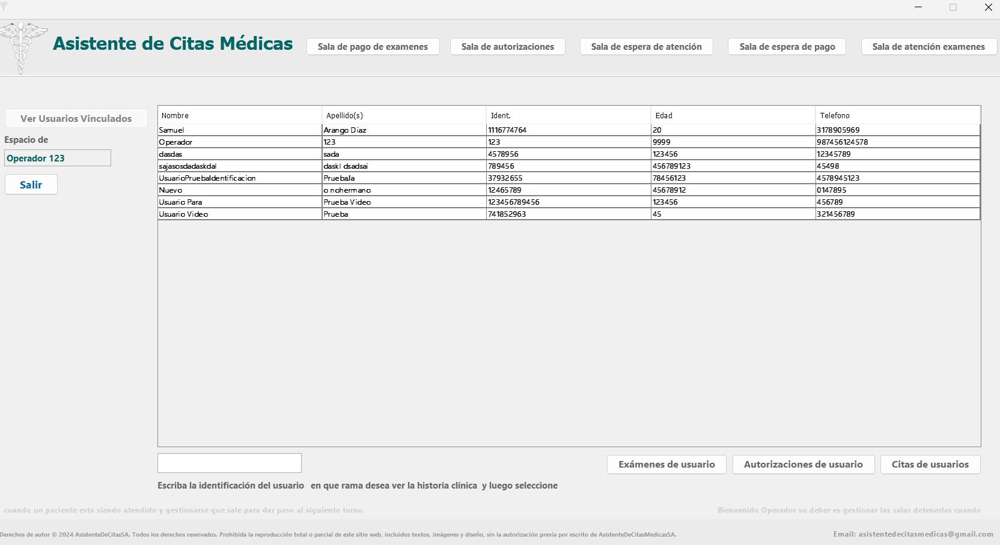 Asistente de Citas Médicas
Sala de pago de examenes
Sala de autorizaciones
Sala de espera de atención
Sala de espera de pago
Sala de atención examenes
Ver Usuarios Vinculados
Espacio de
Operador 123
Salir
Nombre Apellido(s) Ident. Edad Telefono
Samuel Arango Diaz 1116774764 20 3178905969
Operador 123 123 9999 987456124578
dasdas sada 4578956 123456 12345789
sajasosdadaskdal daskl dsadsai 789456 456789123 45498
UsuarioPruebaIdentificacion PruebaJa 37932655 78456123 4578945123
Nuevo o nohermano 12465789 45678912 0147895
Usuario Para Prueba Video 123456789456 123456 456789
Usuario Video Prueba 741852963 45 321456789
Exámenes de usuario
Autorizaciones de usuario
Citas de usuarios
Escriba la identificación del usuario en que rama desea ver la historia clínica y luego seleccione
cuando un paciente esta siendo atendido y gestionarse que sale para dar paso al siguiente turno
Bienvenido Operador su deber es gestionar las salas detenerlas cuando
Derechos de autor © 2024 AsistenteDeCitasSA. Todos los derechos reservados. Prohibida la reproducción total o parcial de este sitio web, incluidos textos, imágenes y diseño, sin la autorización previa por escrito de AsistenteDeCitasMedicasSA.
Email: asistentedecitasmedicas@gmail.com